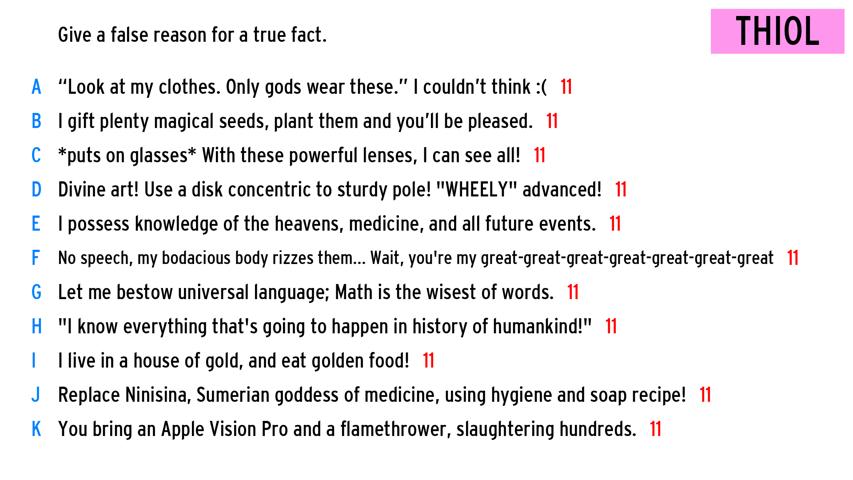 Give a false reason for a true fact.
THIOL
A "Look at my clothes. Only gods wear these." I couldn't think :( 11
B I gift plenty magical seeds, plant them and you'll be pleased. 11
C *puts on glasses* With these powerful lenses, I can see all! 11
D Divine art! Use a disk concentric to sturdy pole! "WHEELY" advanced! 11
E I possess knowledge of the heavens, medicine, and all future events. 11
F No speech, my bodacious body rizzes them... Wait, you're my great-great-great-great-great-great-great 11
G Let me bestow universal language; Math is the wisest of words. 11
H "I know everything that's going to happen in history of humankind!" 11
I I live in a house of gold, and eat golden food! 11
J Replace Ninisina, Sumerian goddess of medicine, using hygiene and soap recipe! 11
K You bring an Apple Vision Pro and a flamethrower, slaughtering hundreds. 11